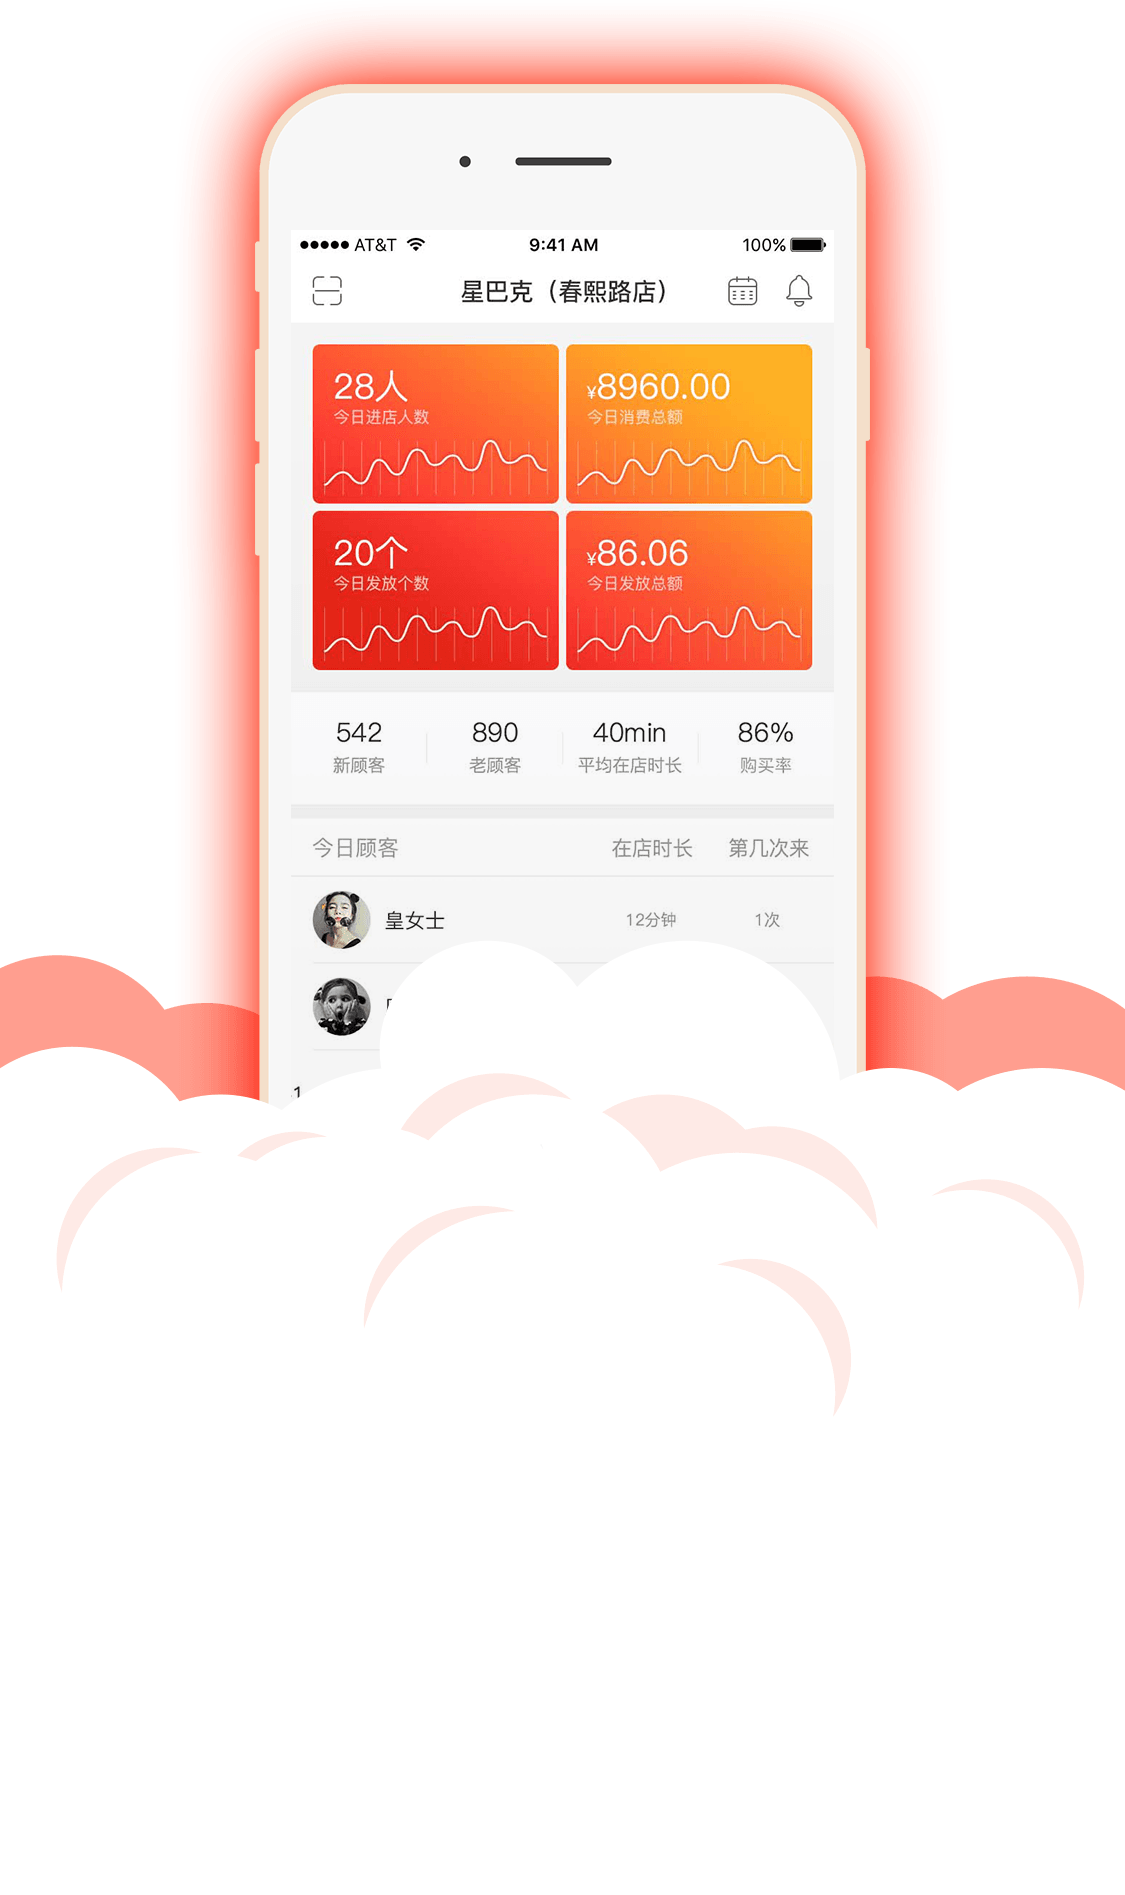 AT&T 9:41 AM 100%
星巴克（春熙路店）
28人 ¥8960.00
今日进店人数 今日消费总额
20个 ¥86.06
今日发放个数 今日发放总额
542 890 40min 86%
新顾客 老顾客 平均在店时长 购买率
今日顾客 在店时长 第几次来
皇女士 12分钟 1次
1